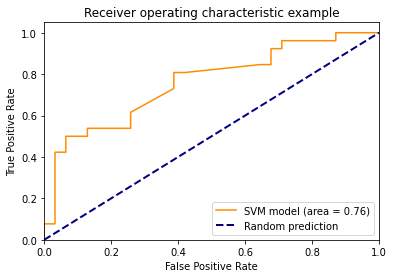 Receiver operating characteristic example
True Positive Rate
1.0
0.8
0.6
0.4
0.2
0.0
SVM model (area = 0.76)
Random prediction
0.0 0.2 0.4 0.6 0.8 1.0
False Positive Rate